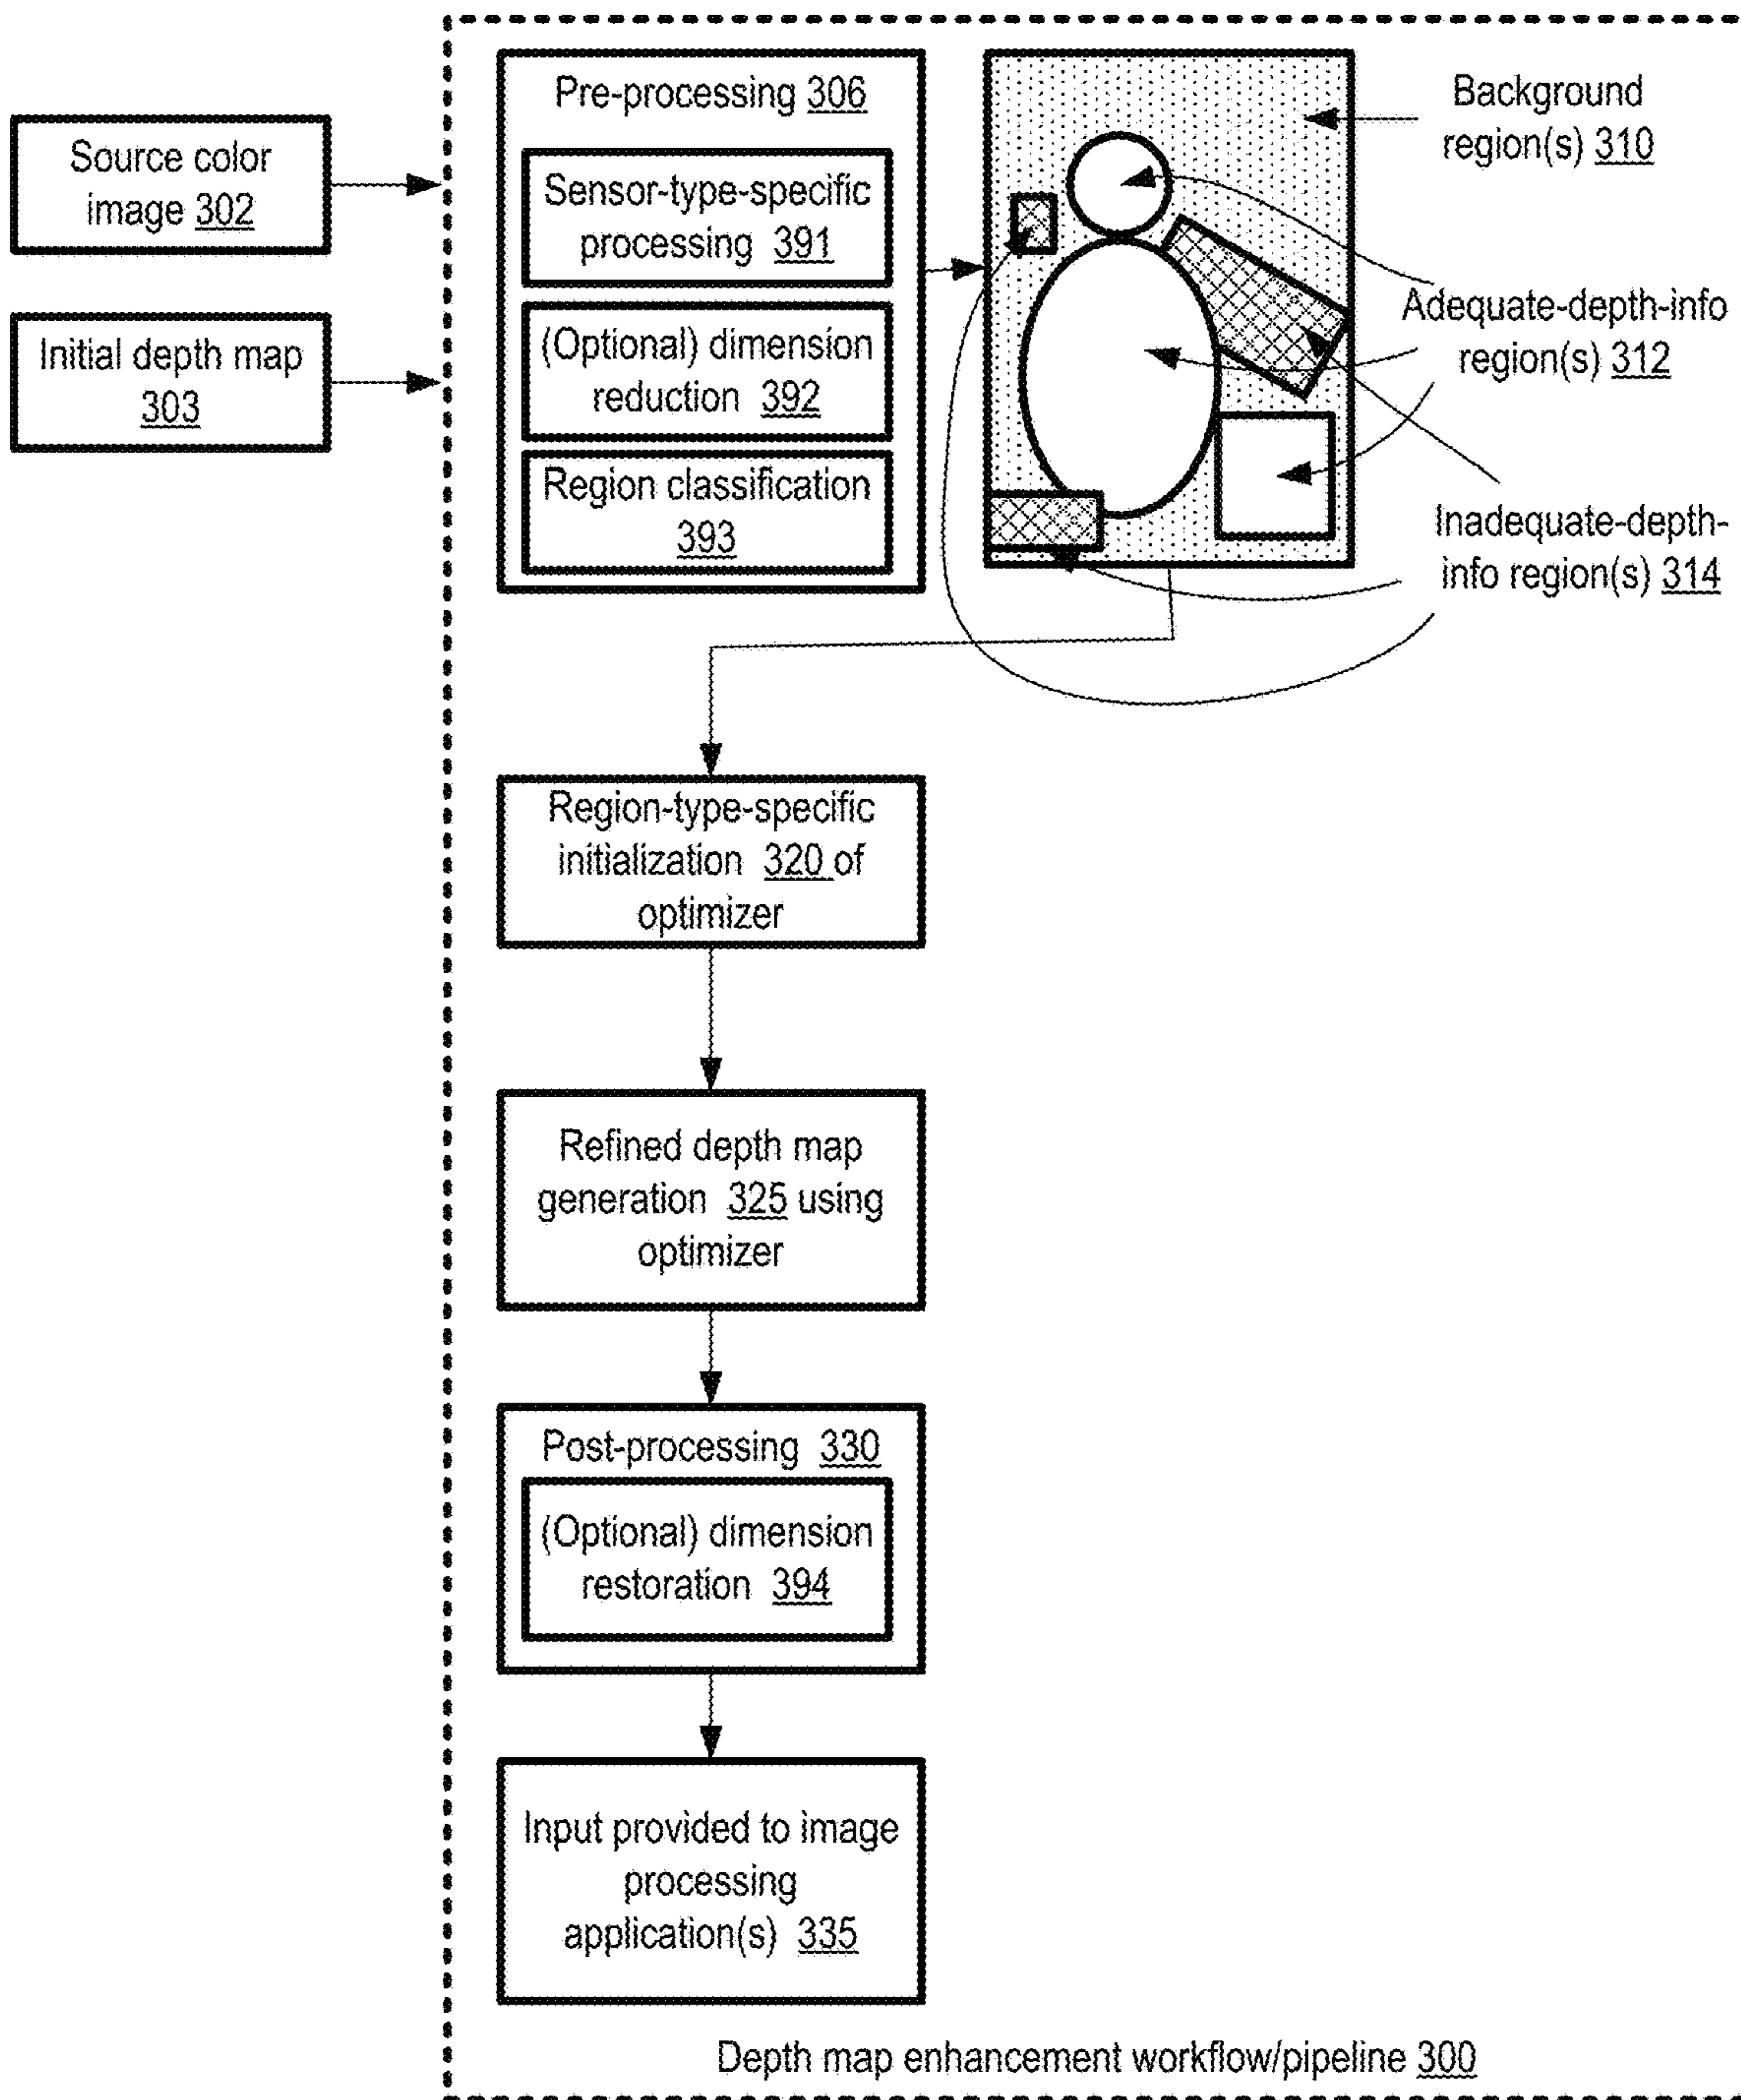 Source color
image 302
Initial depth map
303
Pre-processing 306
Sensor-type-specific
processing 391
(Optional) dimension
reduction 392
Region classification
393
Background
region(s) 310
Adequate-depth-info
region(s) 312
Inadequate-depth-
info region(s) 314
Region-type-specific
initialization 320 of
optimizer
Refined depth map
generation 325 using
optimizer
Post-processing 330
(Optional) dimension
restoration 394
Input provided to image
processing
application(s) 335
Depth map enhancement workflow/pipeline 300